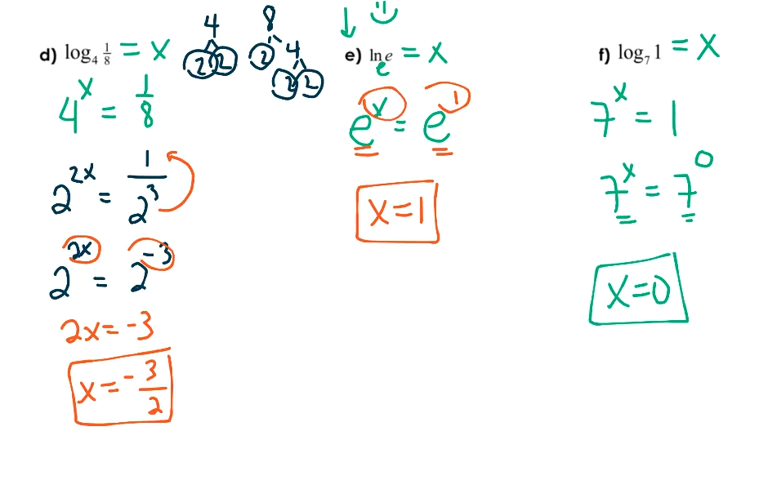 d) log₄ 1/8 = x
4ˣ = 1/8
2²ˣ = 1/2³
2²ˣ = 2⁻³
2x = -3
x = -3/2
4
2 2
8
2 4
2 2
e) ln e = x
e
eˣ = e¹
x = 1
f) log₇ 1 = x
7ˣ = 1
7ˣ = 7⁰
x = 0